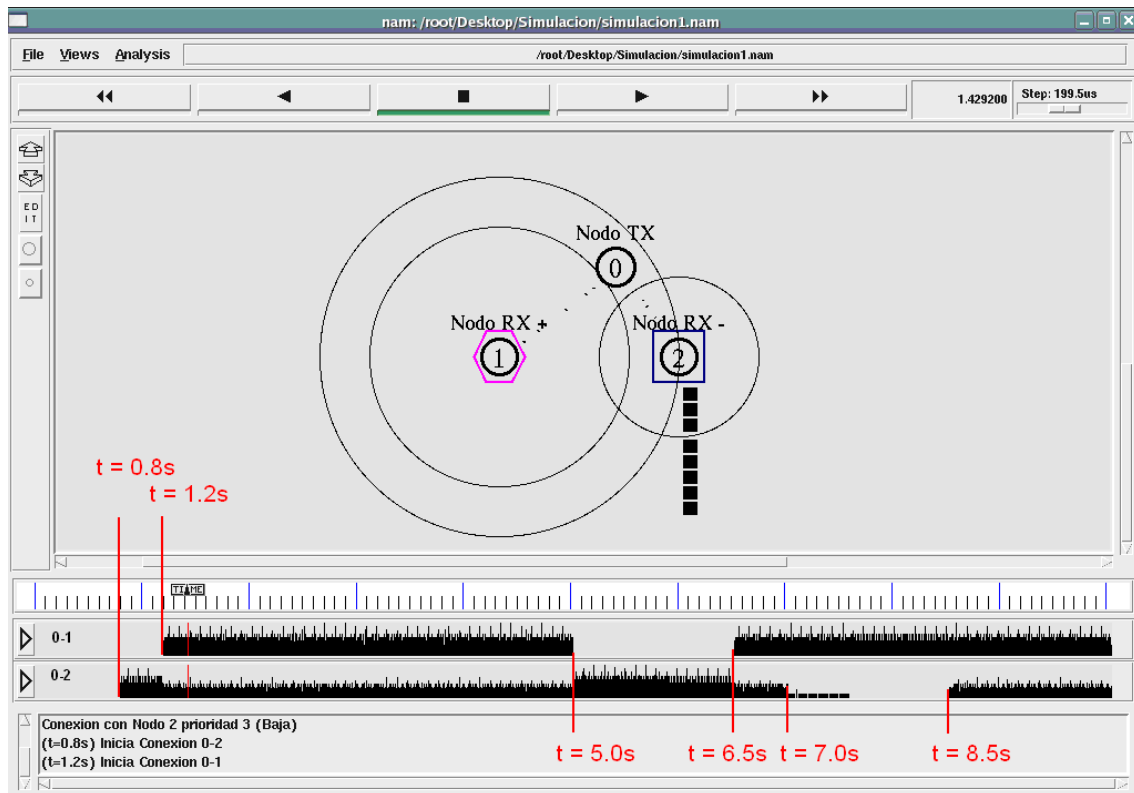 nam: /root/Desktop/Simulacion/simulacion1.nam
File Views Analysis /root/Desktop/Simulacion/simulacion1.nam
1.429200 Step: 199.5us
ED
IT
Nodo TX
0
Nodo RX + Nodo RX -
1 2
t = 0.8s
t = 1.2s
TIME
0-1
0-2
t = 5.0s t = 6.5s t = 7.0s t = 8.5s
Conexion con Nodo 2 prioridad 3 (Baja)
(t=0.8s) Inicia Conexion 0-2
(t=1.2s) Inicia Conexion 0-1